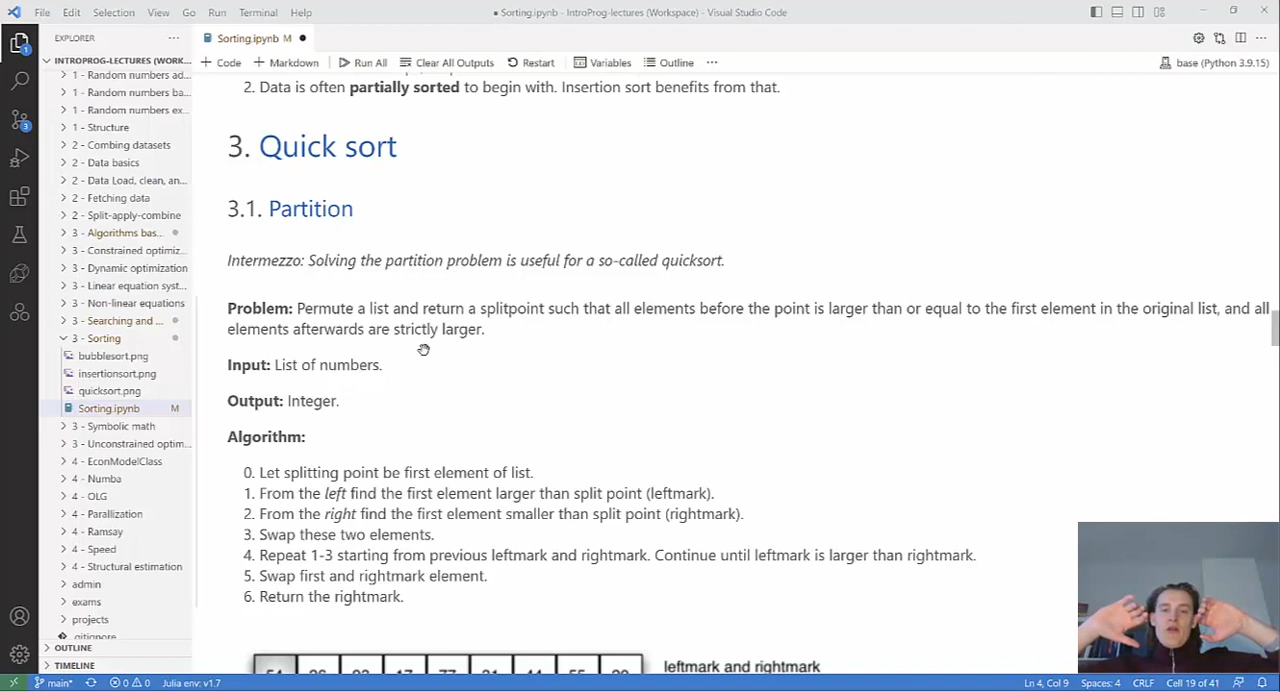 File Edit Selection View Go Run Terminal Help
● Sorting.ipynb - IntroProg-lectures (Workspace) - Visual Studio Code
EXPLORER
Sorting.ipynb M ●
INTROPROG-LECTURES (WORK...
+ Code + Markdown Run All Clear All Outputs Restart Variables Outline ... base (Python 3.9.15)
1 - Random numbers ad...
1 - Random numbers ba...
1 - Random numbers ex...
1 - Structure
2 - Combing datasets
2 - Data basics
2 - Data Load, clean, an...
2 - Fetching data
2 - Split-apply-combine
3 - Algorithms bas...
3 - Constrained optimiz...
3 - Dynamic optimization
3 - Linear equation syst...
3 - Non-linear equations
3 - Searching and ...
3 - Sorting
bubblesort.png
insertionsort.png
quicksort.png
Sorting.ipynb M
3 - Symbolic math
3 - Unconstrained optim...
4 - EconModelClass
4 - Numba
4 - OLG
4 - Parallization
4 - Ramsay
4 - Speed
4 - Structural estimation
admin
exams
projects
.gitignore
OUTLINE
TIMELINE
2. Data is often partially sorted to begin with. Insertion sort benefits from that.
3. Quick sort
3.1. Partition
Intermezzo: Solving the partition problem is useful for a so-called quicksort.
Problem: Permute a list and return a splitpoint such that all elements before the point is larger than or equal to the first element in the original list, and all
elements afterwards are strictly larger.
Input: List of numbers.
Output: Integer.
Algorithm:
0. Let splitting point be first element of list.
1. From the left find the first element larger than split point (leftmark).
2. From the right find the first element smaller than split point (rightmark).
3. Swap these two elements.
4. Repeat 1-3 starting from previous leftmark and rightmark. Continue until leftmark is larger than rightmark.
5. Swap first and rightmark element.
6. Return the rightmark.
leftmark and rightmark
main* 0 0 Julia env: v1.7 Ln 4, Col 9 Spaces: 4 CRLF Cell 19 of 41